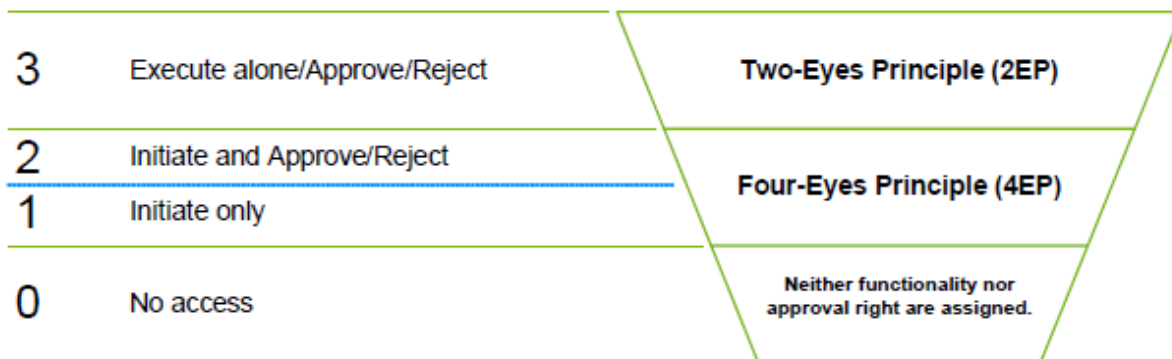 3 Execute alone/Approve/Reject Two-Eyes Principle (2EP)
2 Initiate and Approve/Reject
Four-Eyes Principle (4EP)
1 Initiate only
Neither functionality nor
0 No access
approval right are assigned.